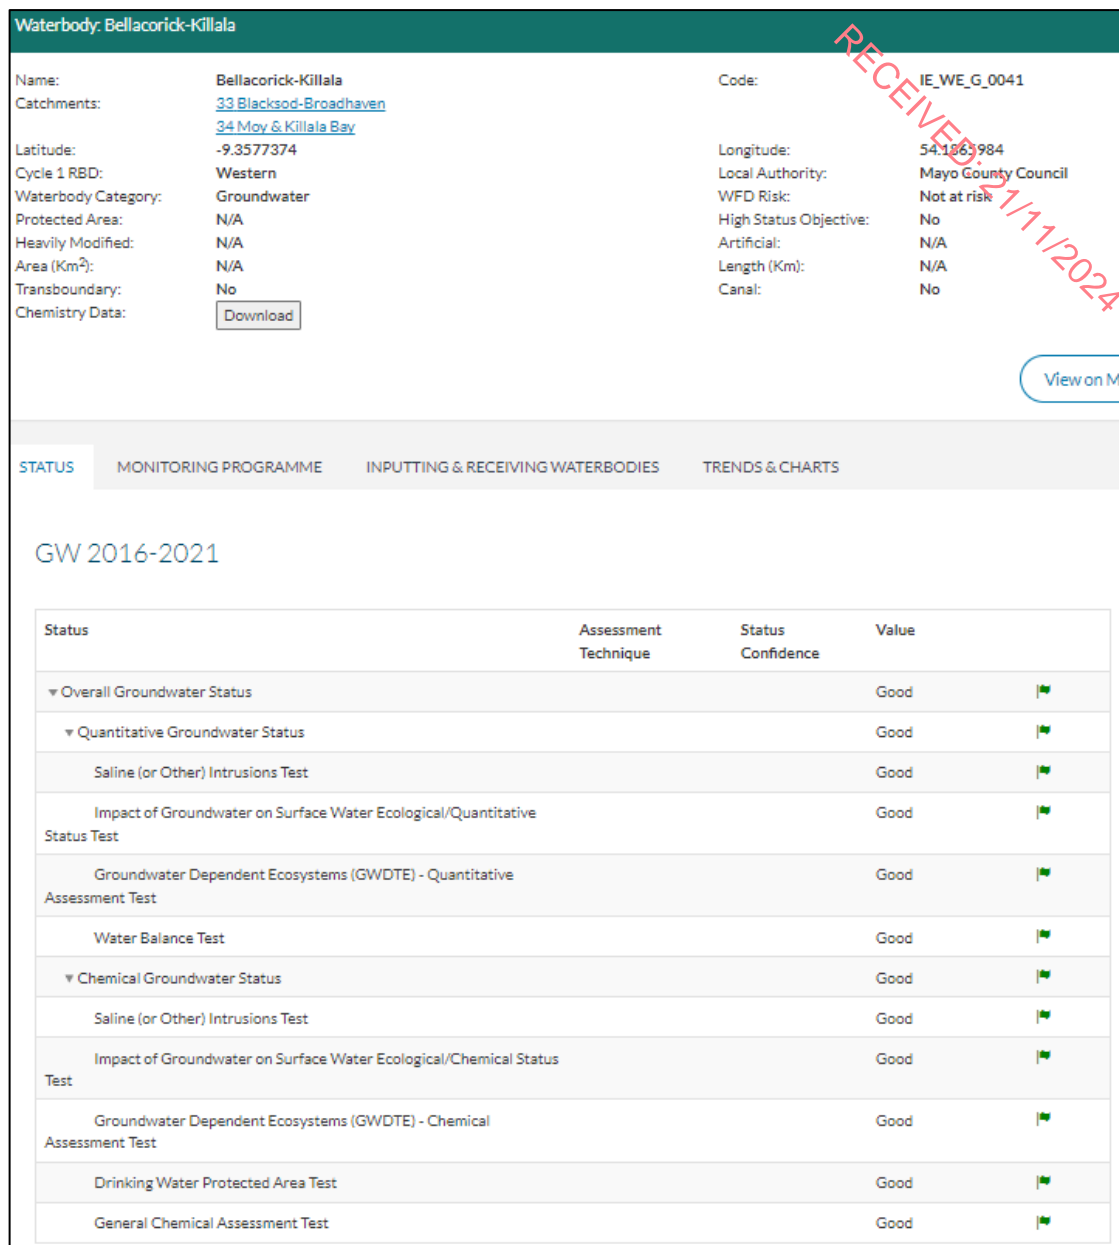 Waterbody: Bellacorick-Killala
RECEIVED: 21/11/2024
Name: Bellacorick-Killala Code: IE_WE_G_0041
Catchments: 33 Blacksod-Broadhaven
34 Moy & Killala Bay
Latitude: -9.3577374 Longitude: 54.1865984
Cycle 1 RBD: Western Local Authority: Mayo County Council
Waterbody Category: Groundwater WFD Risk: Not at risk
Protected Area: N/A High Status Objective: No
Heavily Modified: N/A Artificial: N/A
Area (Km2): N/A Length (Km): N/A
Transboundary: No Canal: No
Chemistry Data: Download
View on M
STATUS MONITORING PROGRAMME INPUTTING & RECEIVING WATERBODIES TRENDS & CHARTS
GW 2016-2021
Status Assessment Status Value
Technique Confidence
Overall Groundwater Status Good
Quantitative Groundwater Status Good
Saline (or Other) Intrusions Test Good
Impact of Groundwater on Surface Water Ecological/Quantitative Good
Status Test
Groundwater Dependent Ecosystems (GWDTE) - Quantitative Good
Assessment Test
Water Balance Test Good
Chemical Groundwater Status Good
Saline (or Other) Intrusions Test Good
Impact of Groundwater on Surface Water Ecological/Chemical Status Good
Test
Groundwater Dependent Ecosystems (GWDTE) - Chemical Good
Assessment Test
Drinking Water Protected Area Test Good
General Chemical Assessment Test Good